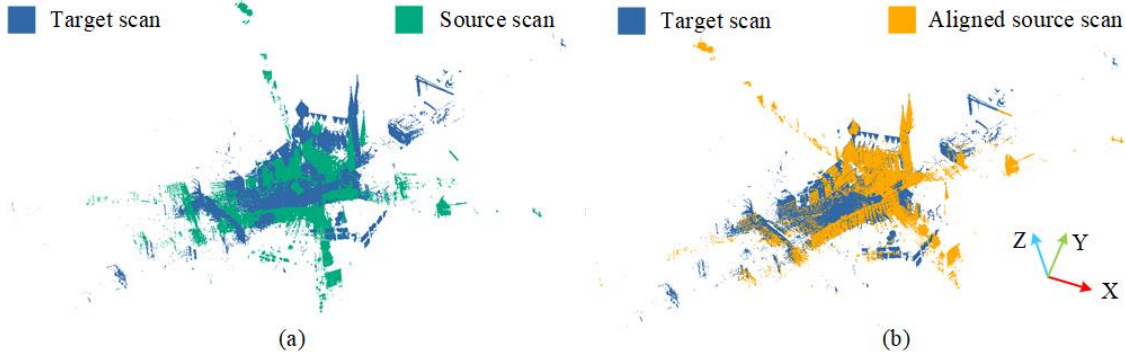 Target scan
Source scan
Target scan
Aligned source scan
Z
Y
X
(a)
(b)